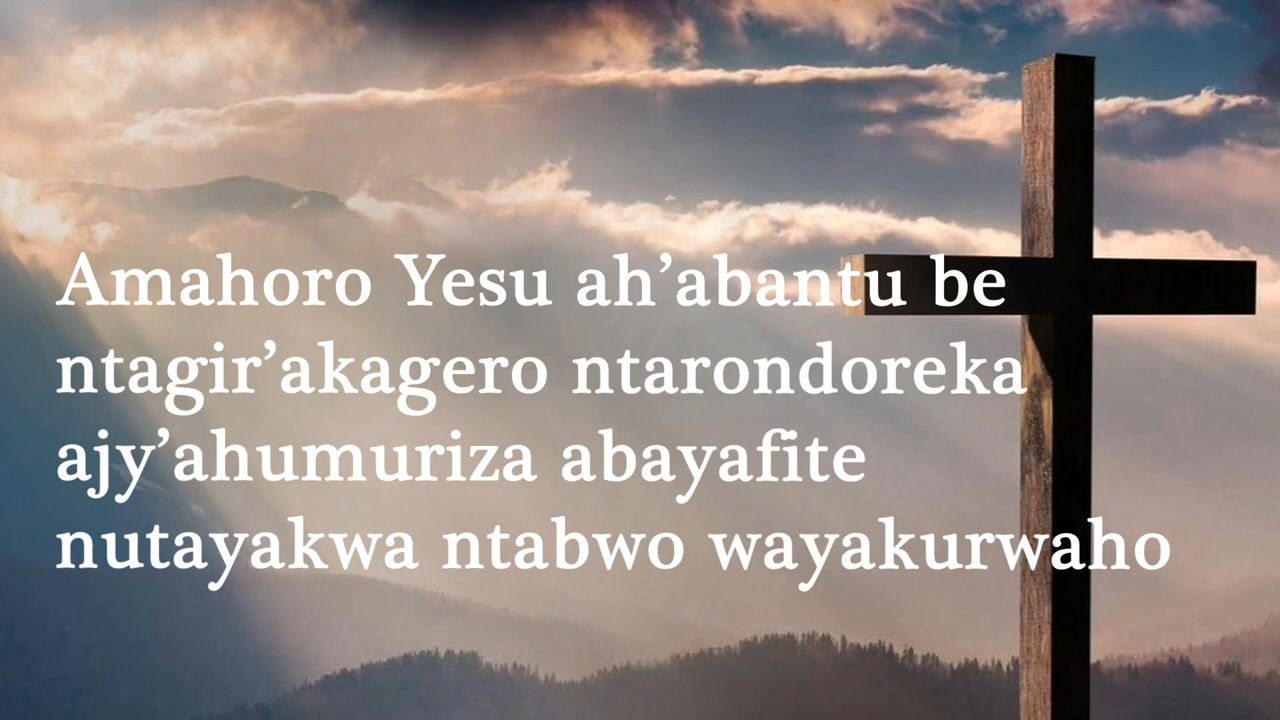 Amahoro Yesu ah’abantu be
ntagir’akagero ntarondoreka
ajy’ahumuriza abayafite
nutayakwa ntabwo wayakurwaho